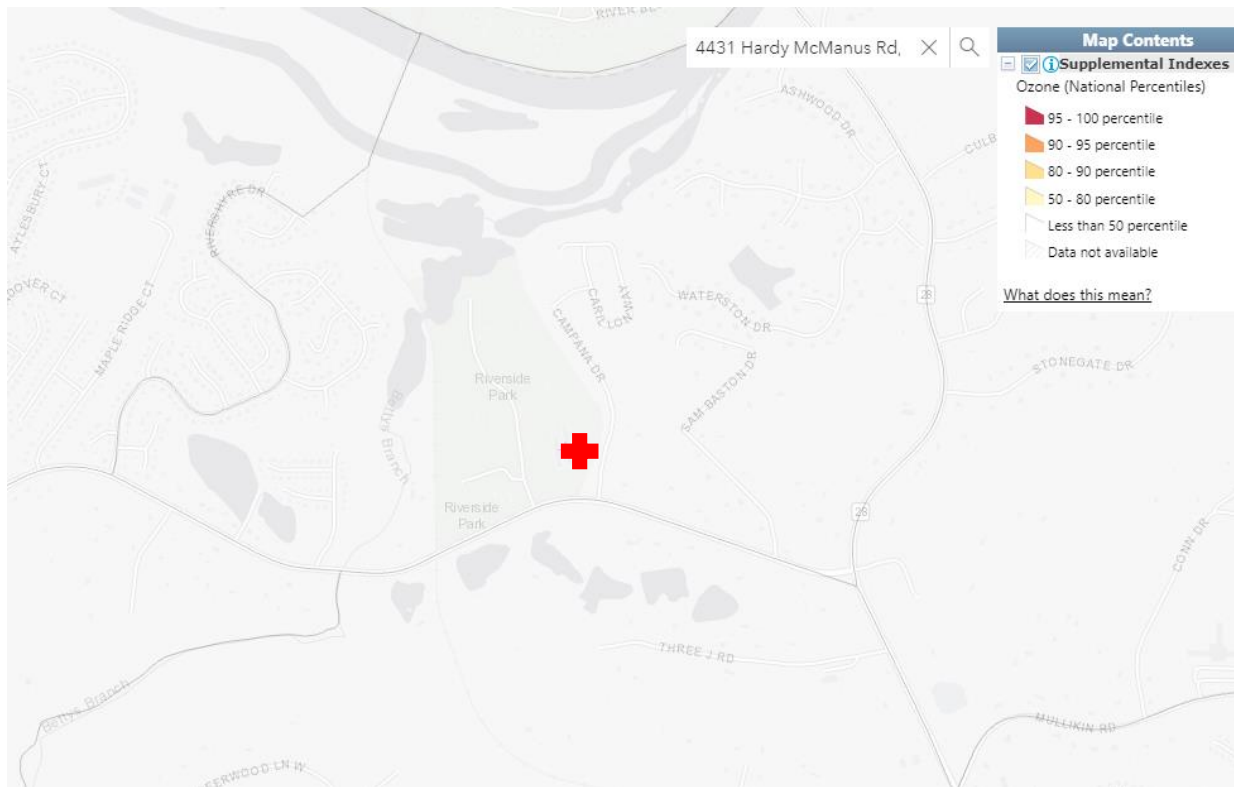 RIVER BL
4431 Hardy McManus Rd,
Map Contents
Supplemental Indexes
Ozone (National Percentiles)
95 - 100 percentile
90 - 95 percentile
80 - 90 percentile
50 - 80 percentile
Less than 50 percentile
Data not available
What does this mean?
ASHWOOD DR
CULB
AYLESBURY CT
RIVERSHYRE DR
DOVER CT
MAPLE RIDGE CT
CARILLON WAY
WATERSTON DR
28
CAMPANA DR
STONEGATE DR
Riverside
Park
SAM BASTON DR
Bettys Branch
Riverside
Park
28
CONN DR
THREE J RD
Bettys Branch
MULLIKIN RD
EERWOOD LN W